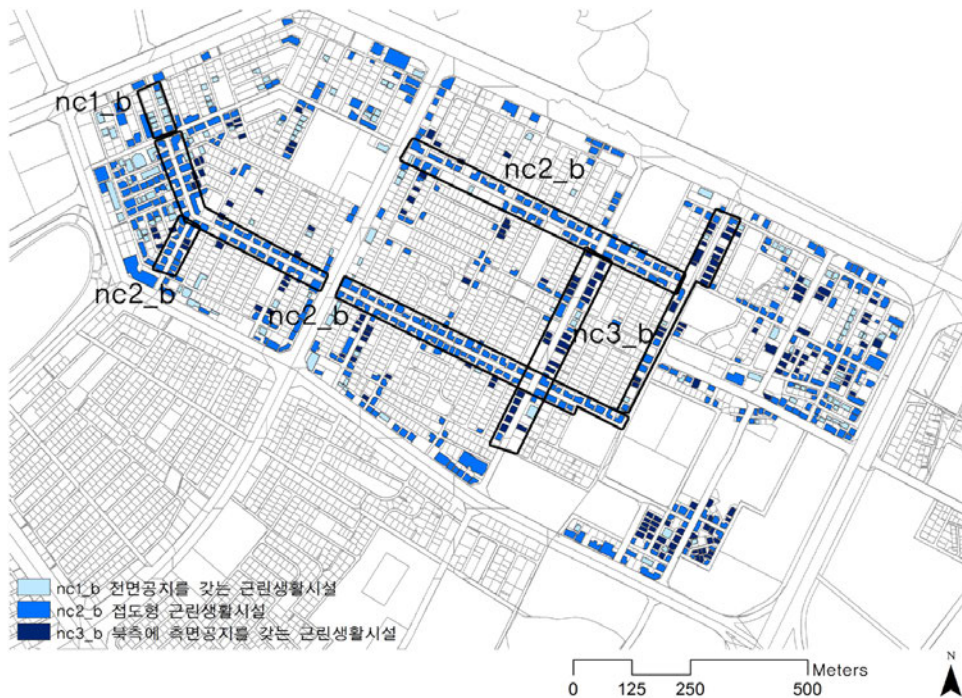 nc1_b
nc2_b
nc2_b
nc2_b
nc3_b
nc1_b 전면공지를 갖는 근린생활시설
nc2_b 접도형 근린생활시설
nc3_b 북측에 측면공지를 갖는 근린생활시설
Meters
0 125 250 500
N